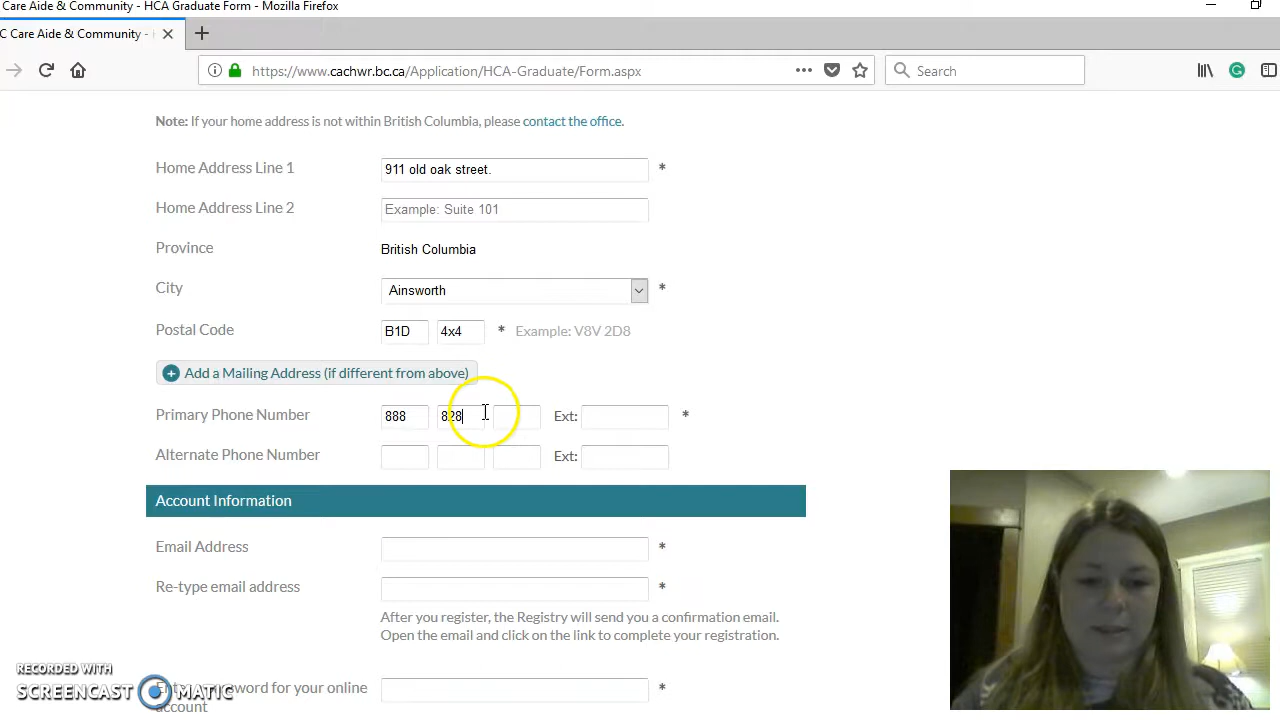 Care Aide & Community - HCA Graduate Form - Mozilla Firefox
C Care Aide & Community -
https://www.cachwr.bc.ca/Application/HCA-Graduate/Form.aspx
Search
Note: If your home address is not within British Columbia, please contact the office.
Home Address Line 1 911 old oak street. *
Home Address Line 2 Example: Suite 101
Province British Columbia
City Ainsworth *
Postal Code B1D 4x4 * Example: V8V 2D8
Add a Mailing Address (if different from above)
Primary Phone Number 888 828 Ext: *
Alternate Phone Number Ext:
Account Information
Email Address *
Re-type email address *
After you register, the Registry will send you a confirmation email.
Open the email and click on the link to complete your registration.
RECORDED WITH
SCREENCAST MATIC
password for your online *
account